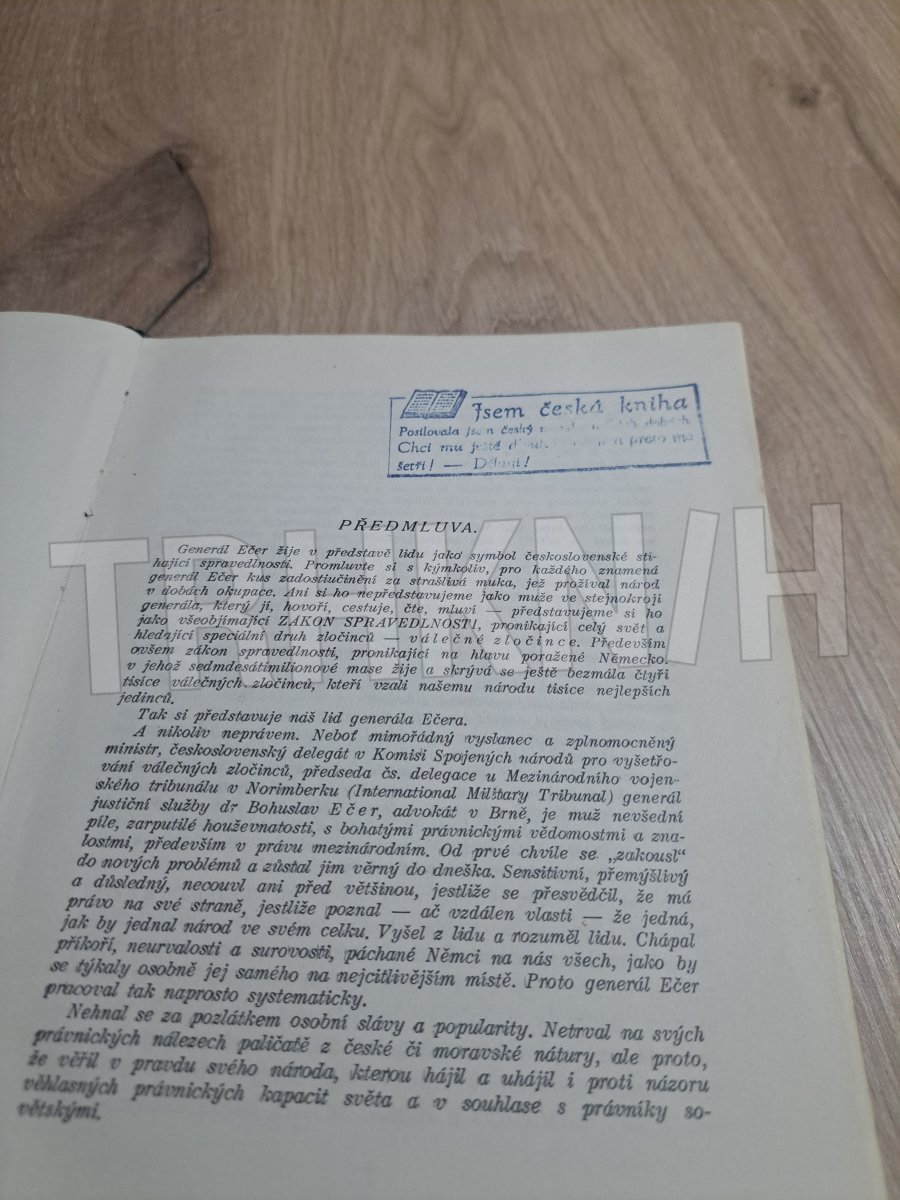 Jsem česká kniha
Posilovala jsem český
Chci mu ještě proto mě
šetři! — Děkuji!
PŘEDMLUVA.
Generál Ečer žije v představě lidu jako symbol československé stí-
hající spravedlnosti. Promluvte si s kýmkoliv, pro každého znamená
generál Ečer kus zadostiučinění za strašlivá muka, jež prožíval národ
v dobách okupace. Ani si ho nepředstavujeme jako muže ve stejnokroji
generála, který jí, hovoří, cestuje, čte, mluví — představujeme si ho
jako všeobjímající ZÁKON SPRAVEDLNOSTI, pronikající celý svět a
hledající speciální druh zločinců — válečné zločince. Především
ovšem zákon spravedlnosti, pronikající na hlavu poražené Německo.
v jehož sedmdesátimilionové mase žije a skrývá se ještě bezmála čtyři
tisíce válečných zločinců, kteří vzali našemu národu tisíce nejlepších
jedinců.
Tak si představuje náš lid generála Ečera.
A nikoliv neprávem. Neboť mimořádný vyslanec a zplnomocněný
ministr, československý delegát v Komisi Spojených národů pro vyšetřo-
vání válečných zločinců, předseda čs. delegace u Mezinárodního vojen-
ského tribunálu v Norimberku (International Military Tribunal) generál
justiční služby dr Bohuslav Ečer, advokát v Brně, je muž nevšední
píle, zarputilé houževnatosti, s bohatými právnickými vědomostmi a zna-
lostmi, především v právu mezinárodním. Od prvé chvíle se „zakousl“
do nových problémů a zůstal jim věrný do dneška. Sensitivní, přemýšlivý
a důsledný, necouvl ani před většinou, jestliže se přesvědčil, že má
právo na své straně, jestliže poznal — ač vzdálen vlasti — že jedná,
jak by jednal národ ve svém celku. Vyšel z lidu a rozuměl lidu. Chápal
příkoří, neurvalosti a surovosti, páchané Němci na nás všech, jako by
se týkaly osobně jej samého na nejcitlivějším místě. Proto generál Ečer
pracoval tak naprosto systematicky.
Nehnal se za pozlátkem osobní slávy a popularity. Netrval na svých
právnických nálezech paličatě z české či moravské nátury, ale proto,
že věřil v pravdu svého národa, kterou hájil a uhájil i proti názoru
věhlasných právnických kapacit světa a v souhlase s právníky so-
větskými.
TRHKNIH